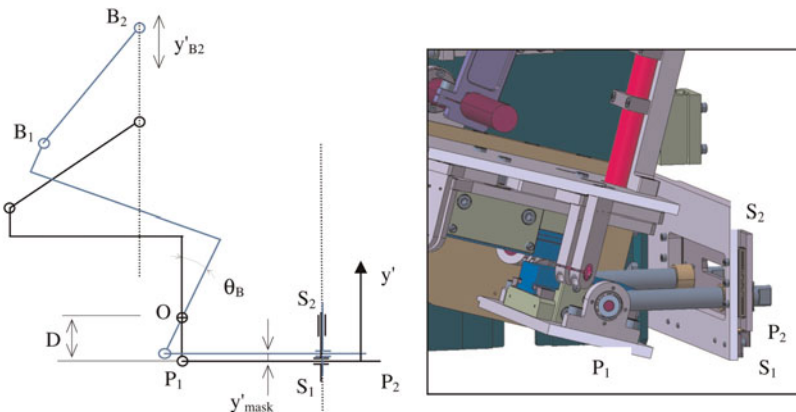 B₂
y'B2
B₁
θB
y'
O
S₂
D
P₁
S₁
P₂
y'mask
S₂
P₂
P₁
S₁